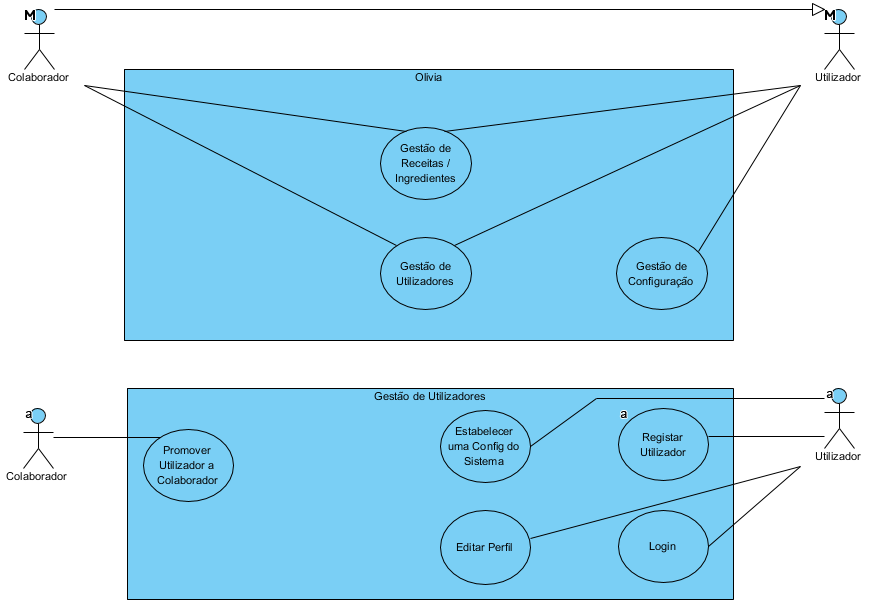 M
M
Colaborador
Utilizador
Olivia
Gestão de
Receitas /
Ingredientes
Gestão de
Utilizadores
Gestão de
Configuração
Gestão de Utilizadores
a
a
Colaborador
Utilizador
Promover
Utilizador a
Colaborador
Estabelecer
uma Config do
Sistema
a
Registar
Utilizador
Editar Perfil
Login